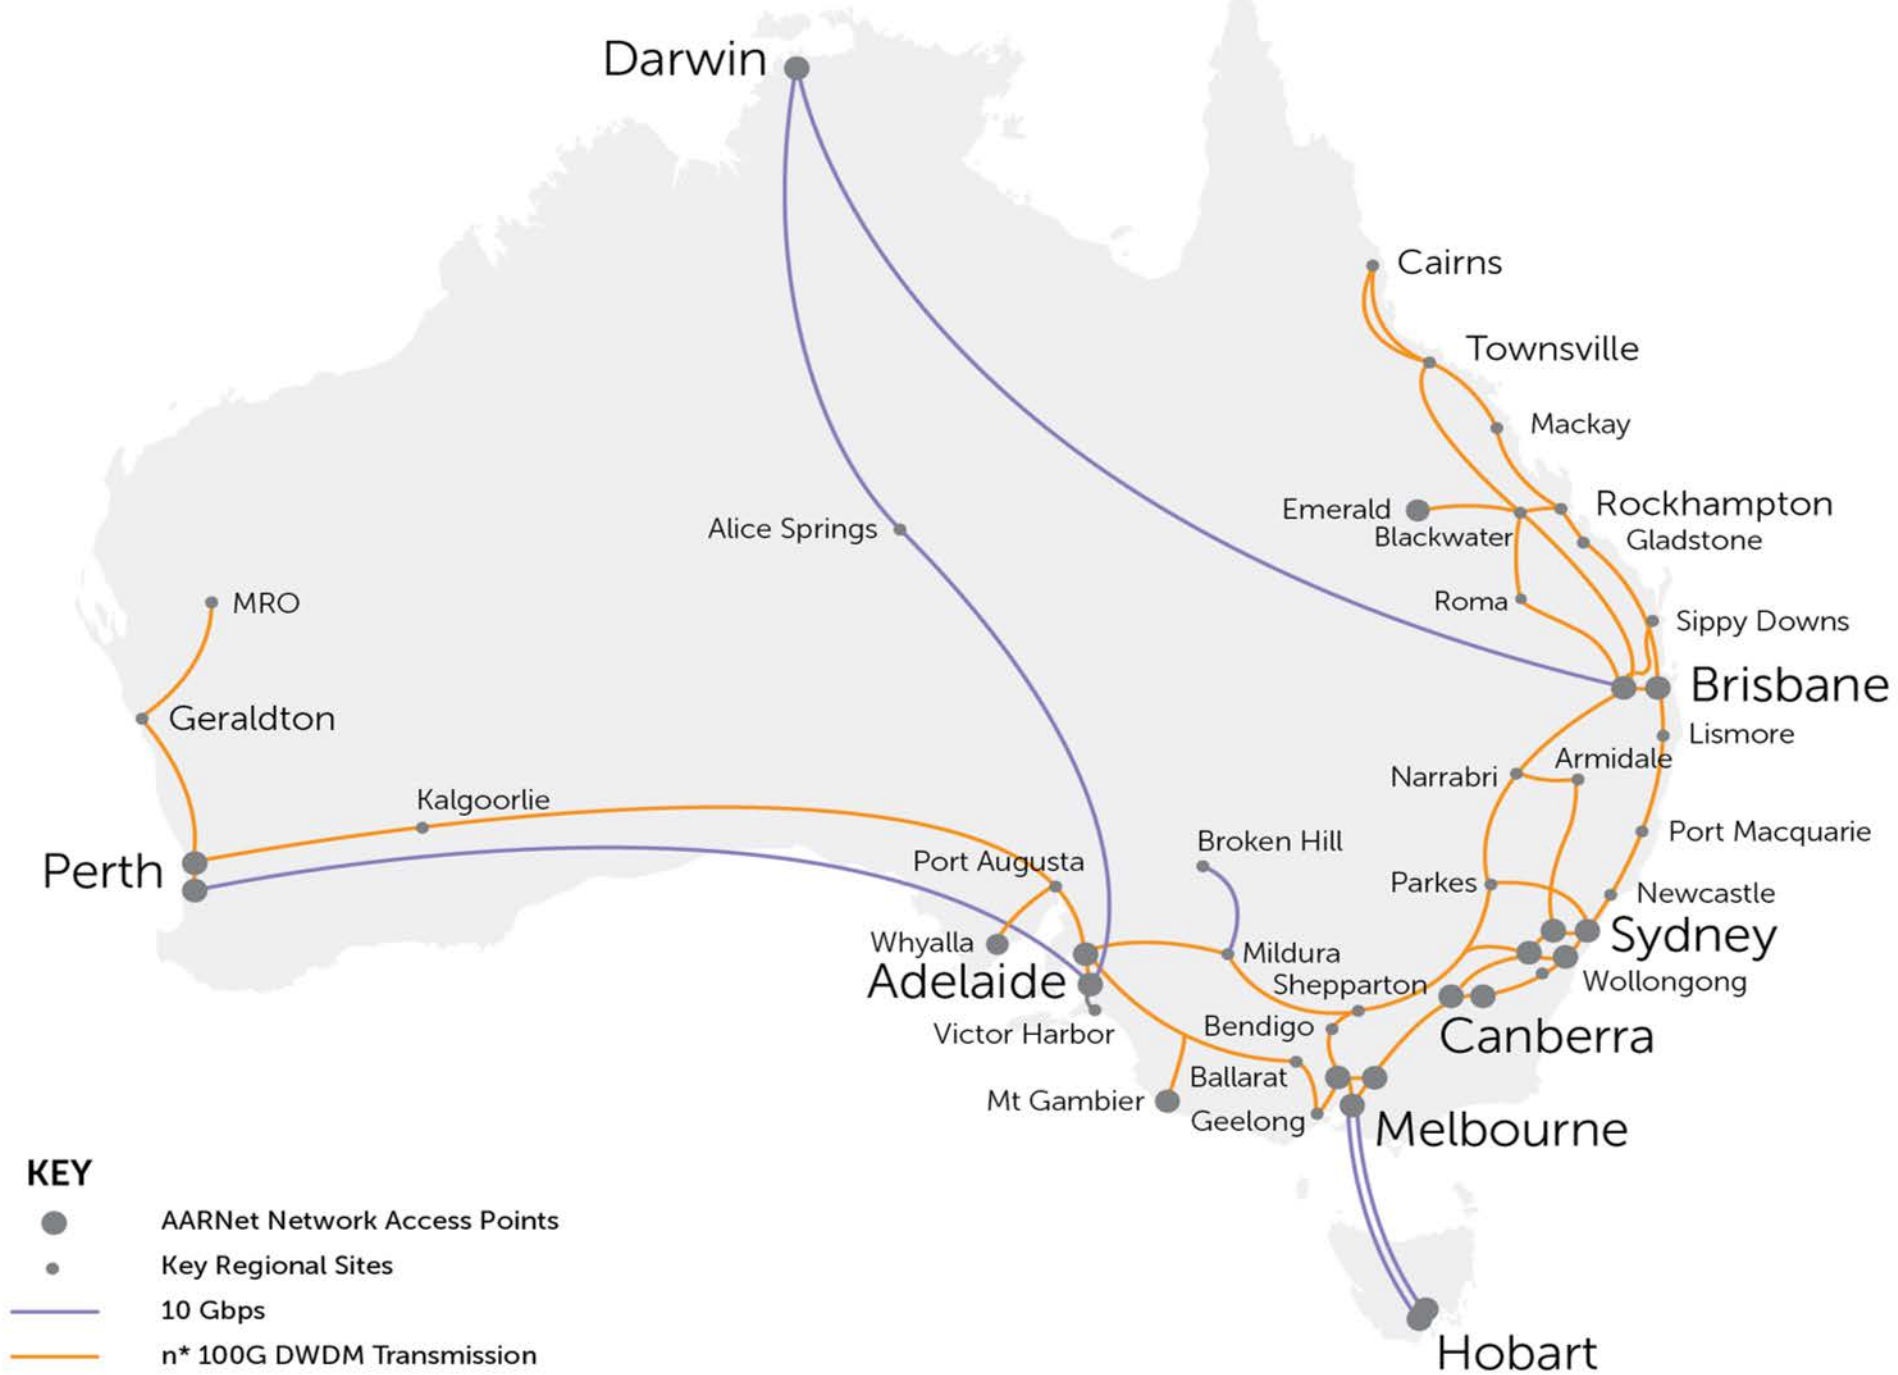 Darwin
Cairns
Townsville
Mackay
Emerald
Rockhampton
Blackwater
Gladstone
Alice Springs
Roma
MRO
Sippy Downs
Brisbane
Geraldton
Lismore
Armidale
Narrabri
Kalgoorlie
Port Macquarie
Broken Hill
Port Augusta
Perth
Parkes
Newcastle
Whyalla
Sydney
Mildura
Adelaide
Shepparton
Wollongong
Victor Harbor
Bendigo
Canberra
Ballarat
Mt Gambier
Geelong
Melbourne
KEY
AARNet Network Access Points
Key Regional Sites
10 Gbps
n* 100G DWDM Transmission
Hobart